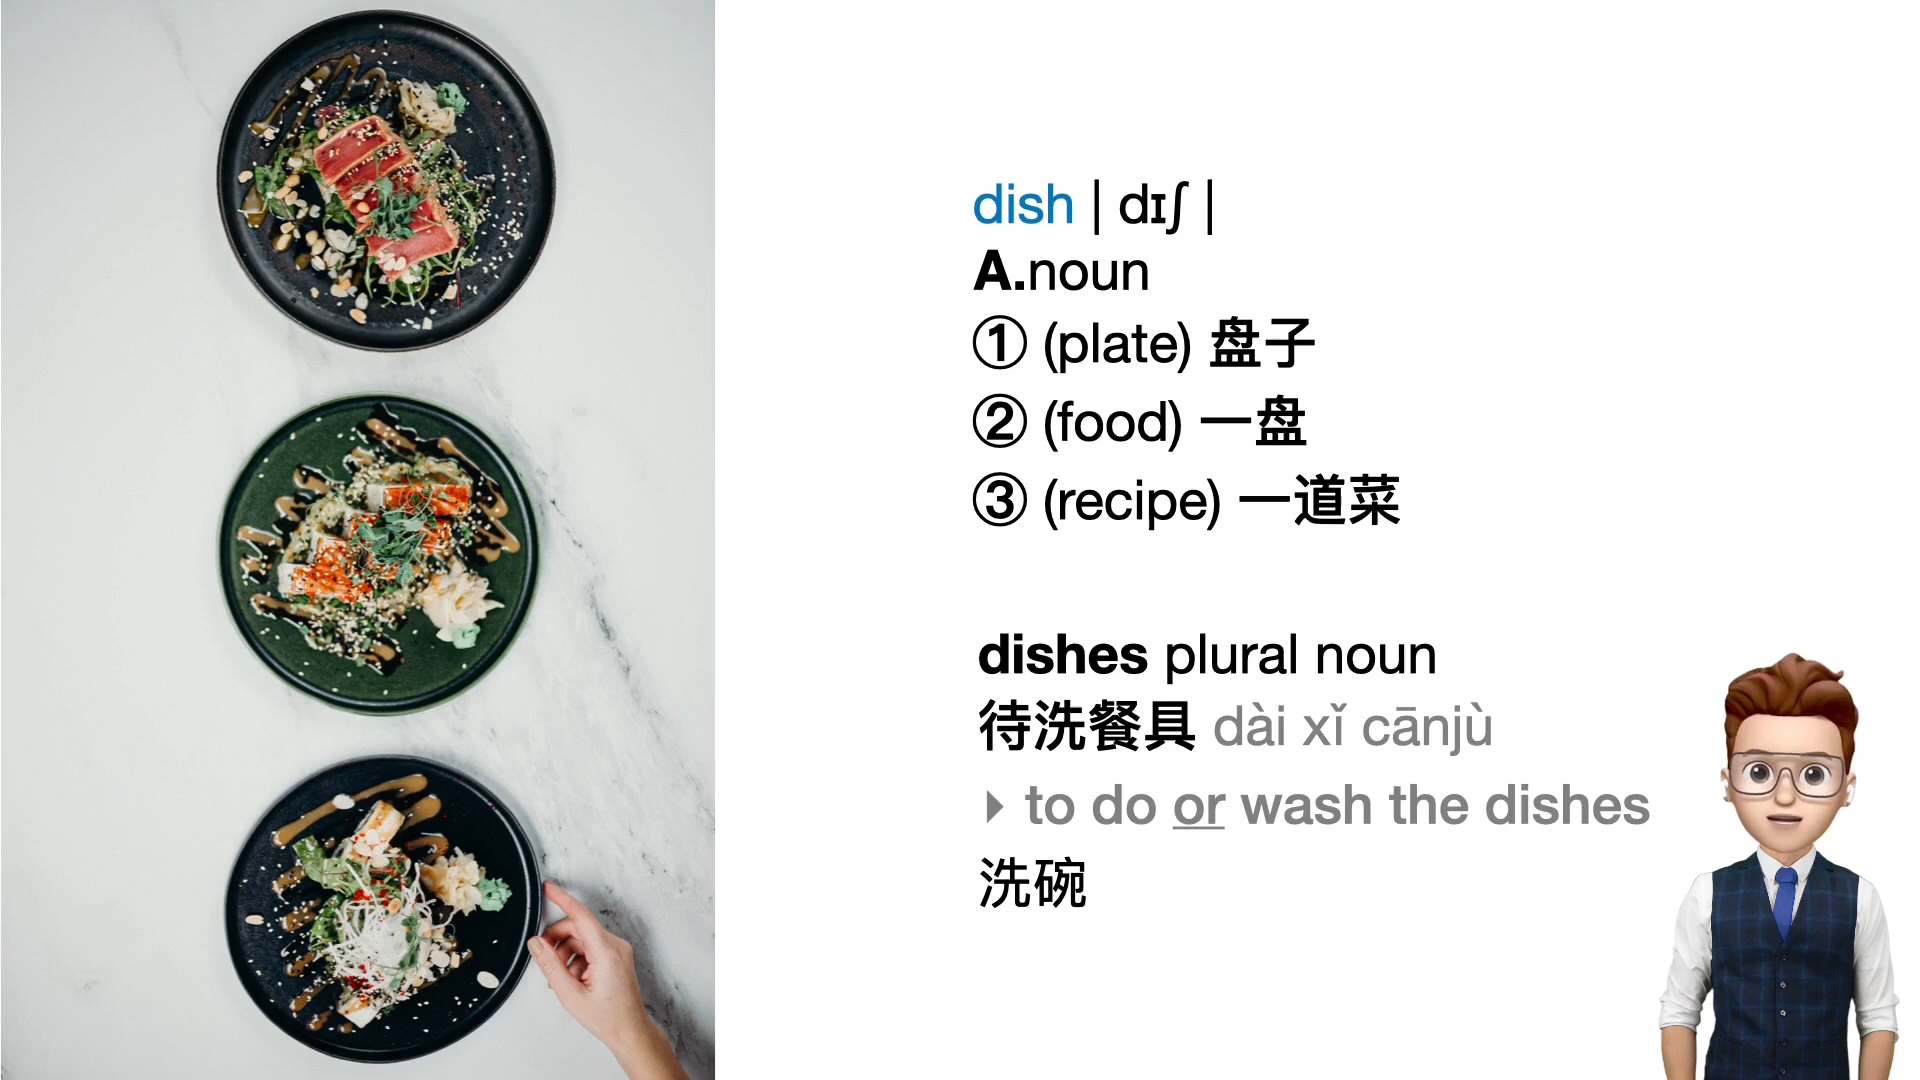 dish | dɪʃ |
A.noun
① (plate) 盘子
② (food) 一盘
③ (recipe) 一道菜
dishes plural noun
待洗餐具 dài xǐ cānjù
▸ to do or wash the dishes
洗碗